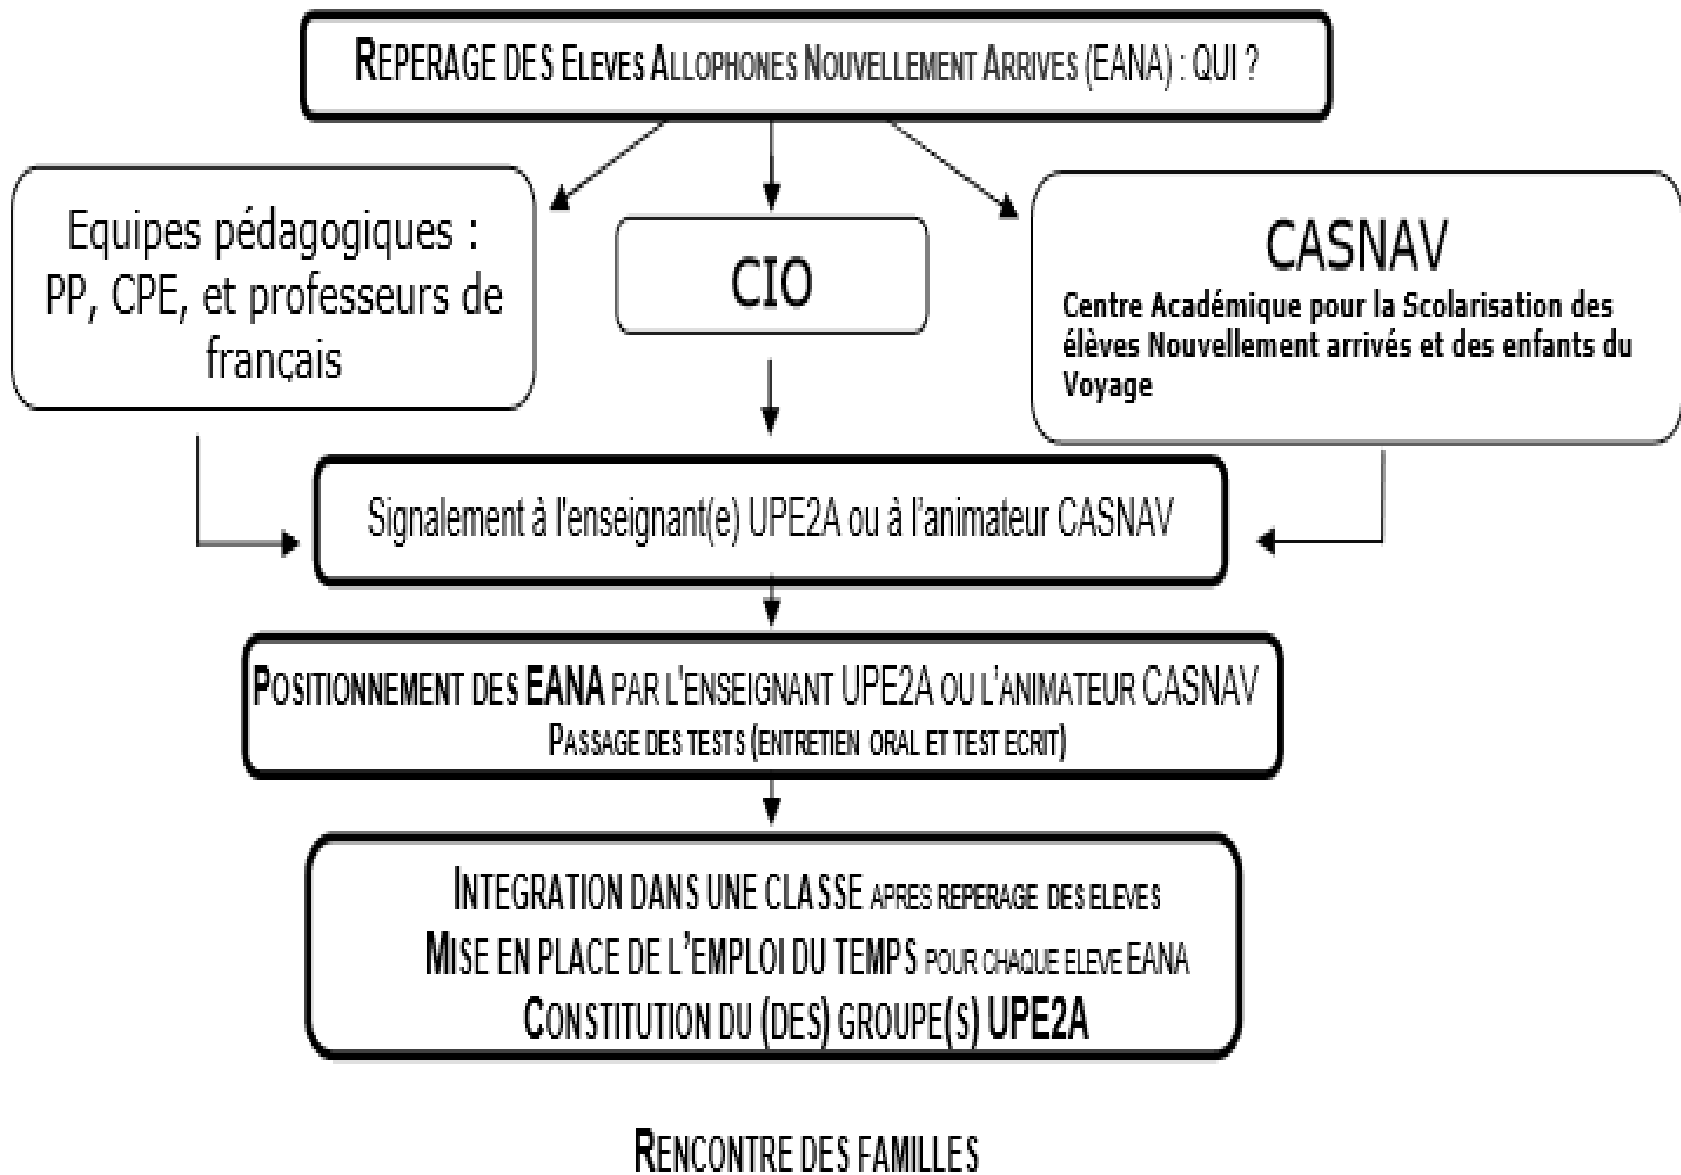 REPERAGE DES ELEVES ALLOPHONES NOUVELLEMENT ARRIVES (EANA) : QUI ?
Equipes pédagogiques :
PP, CPE, et professeurs de
français
CIO
CASNAV
Centre Académique pour la Scolarisation des
élèves Nouvellement arrivés et des enfants du
Voyage
Signalement à l'enseignant(e) UPE2A ou à l'animateur CASNAV
POSITIONNEMENT DES EANA PAR L'ENSEIGNANT UPE2A OU L'ANIMATEUR CASNAV
PASSAGE DES TESTS (ENTRETIEN ORAL ET TEST ECRIT)
INTEGRATION DANS UNE CLASSE APRES REPERAGE DES ELEVES
MISE EN PLACE DE L'EMPLOI DU TEMPS POUR CHAQUE ELEVE EANA
CONSTITUTION DU (DES) GROUPE(S) UPE2A
RENCONTRE DES FAMILLES